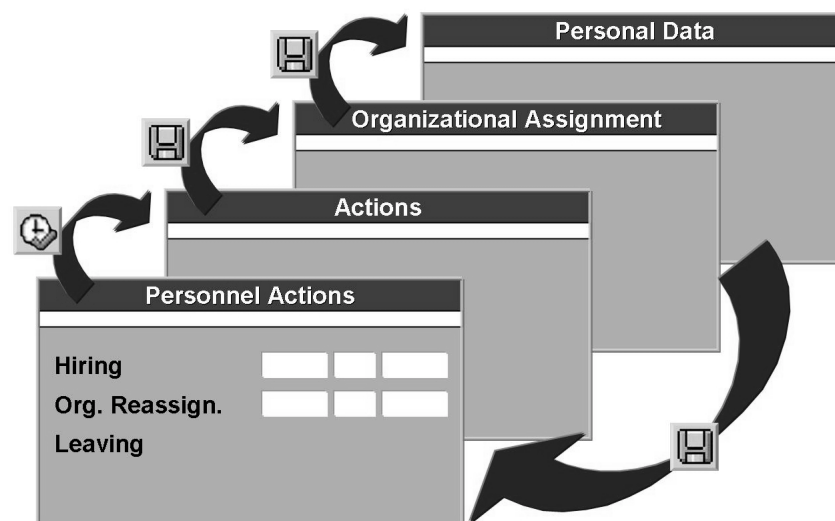 Personal Data
Organizational Assignment
Actions
Personnel Actions
Hiring
Org. Reassign.
Leaving